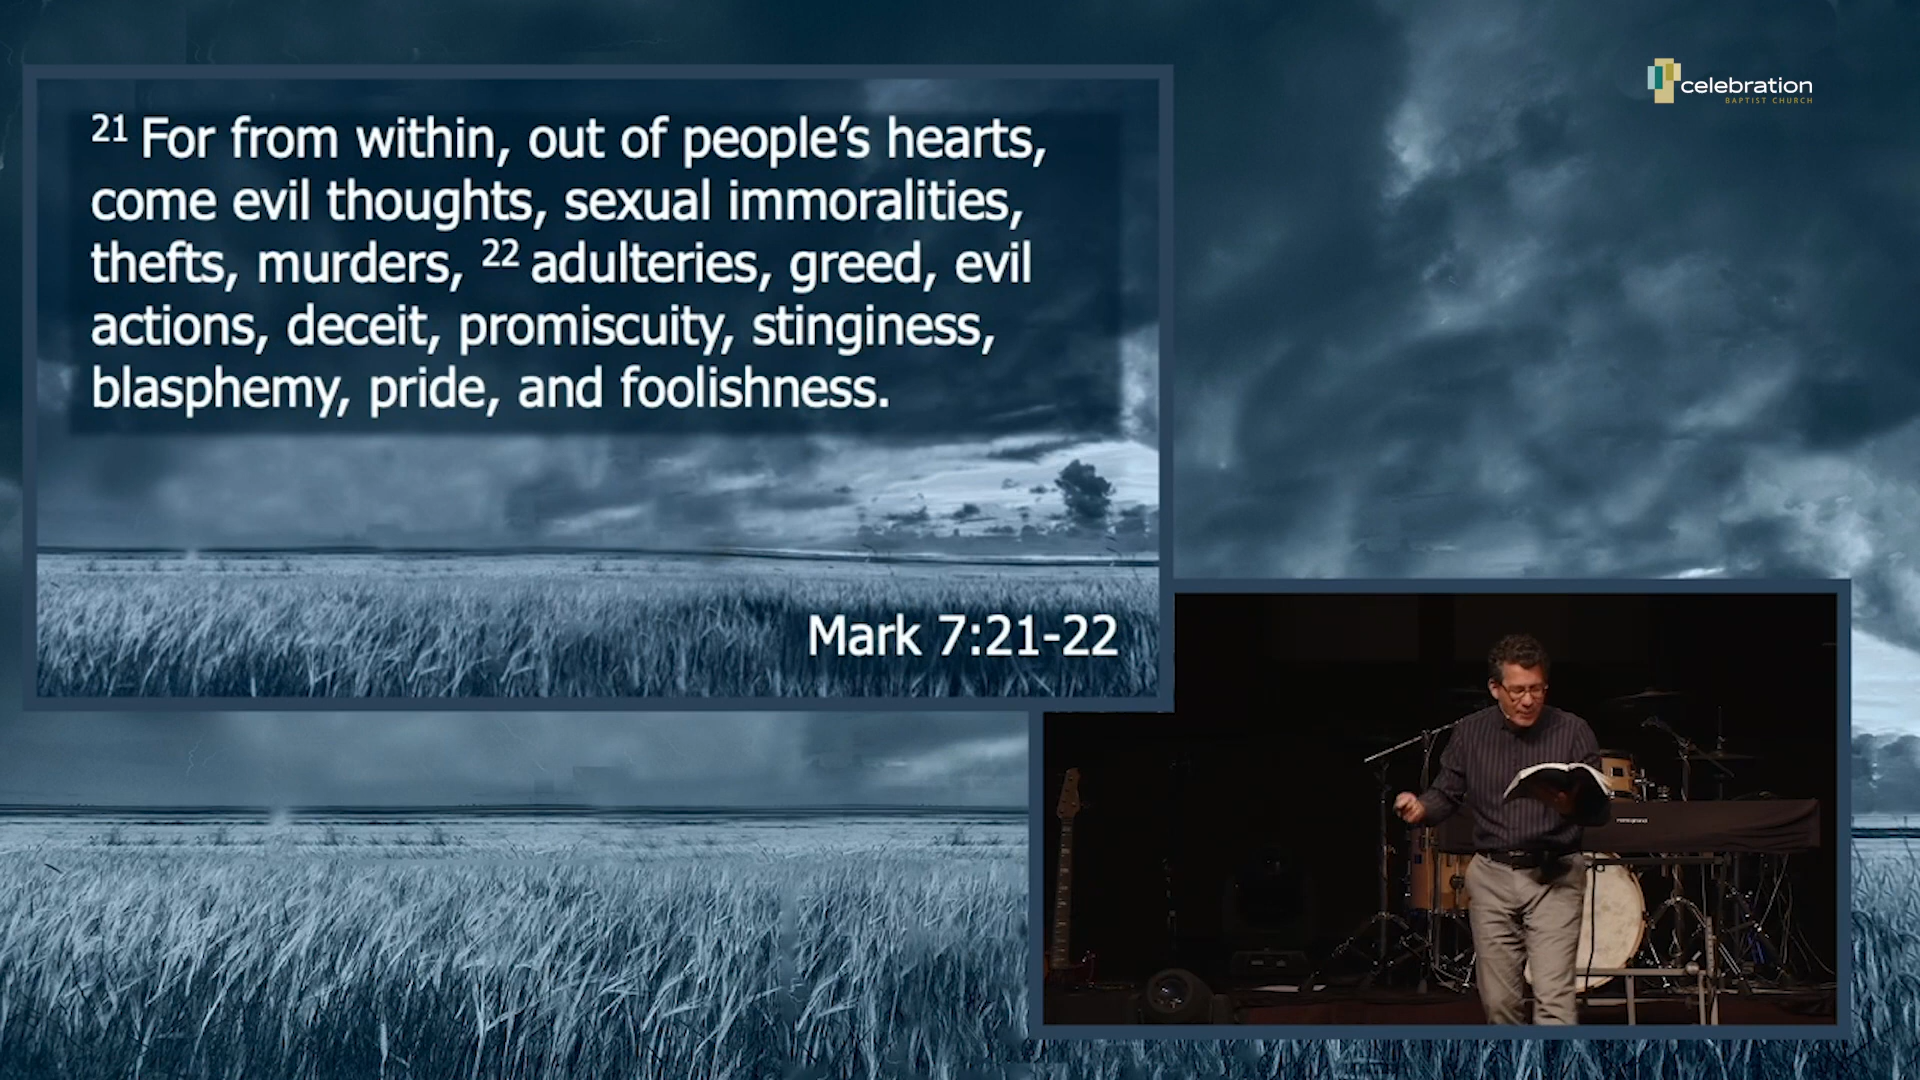 21 For from within, out of people's hearts,
come evil thoughts, sexual immoralities,
thefts, murders, 22 adulteries, greed, evil
actions, deceit, promiscuity, stinginess,
blasphemy, pride, and foolishness.
Mark 7:21-22
celebration
BAPTIST CHURCH